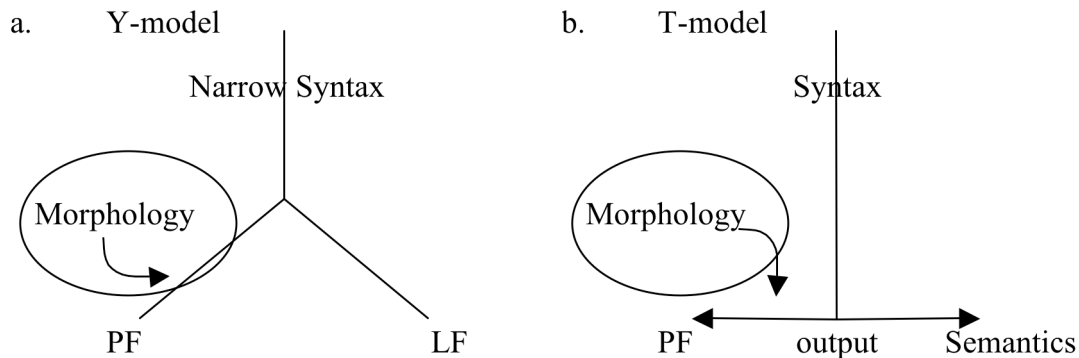 a. Y-model
Narrow Syntax
Morphology
PF LF
b. T-model
Syntax
Morphology
PF output Semantics